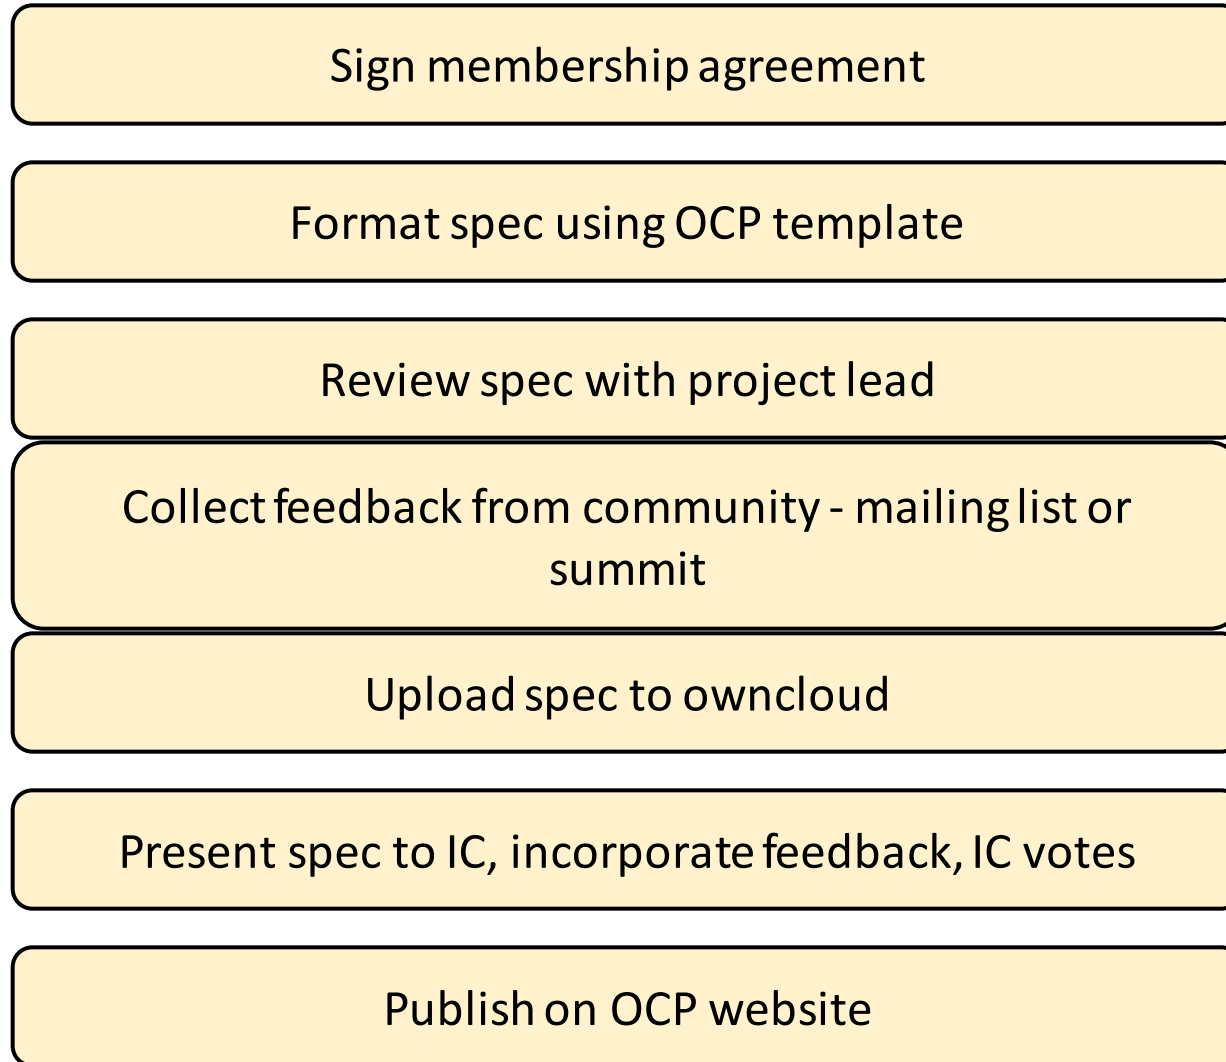 Sign membership agreement
Format spec using OCP template
Review spec with project lead
Collect feedback from community - mailing list or
summit
Upload spec to owncloud
Present spec to IC, incorporate feedback, IC votes
Publish on OCP website